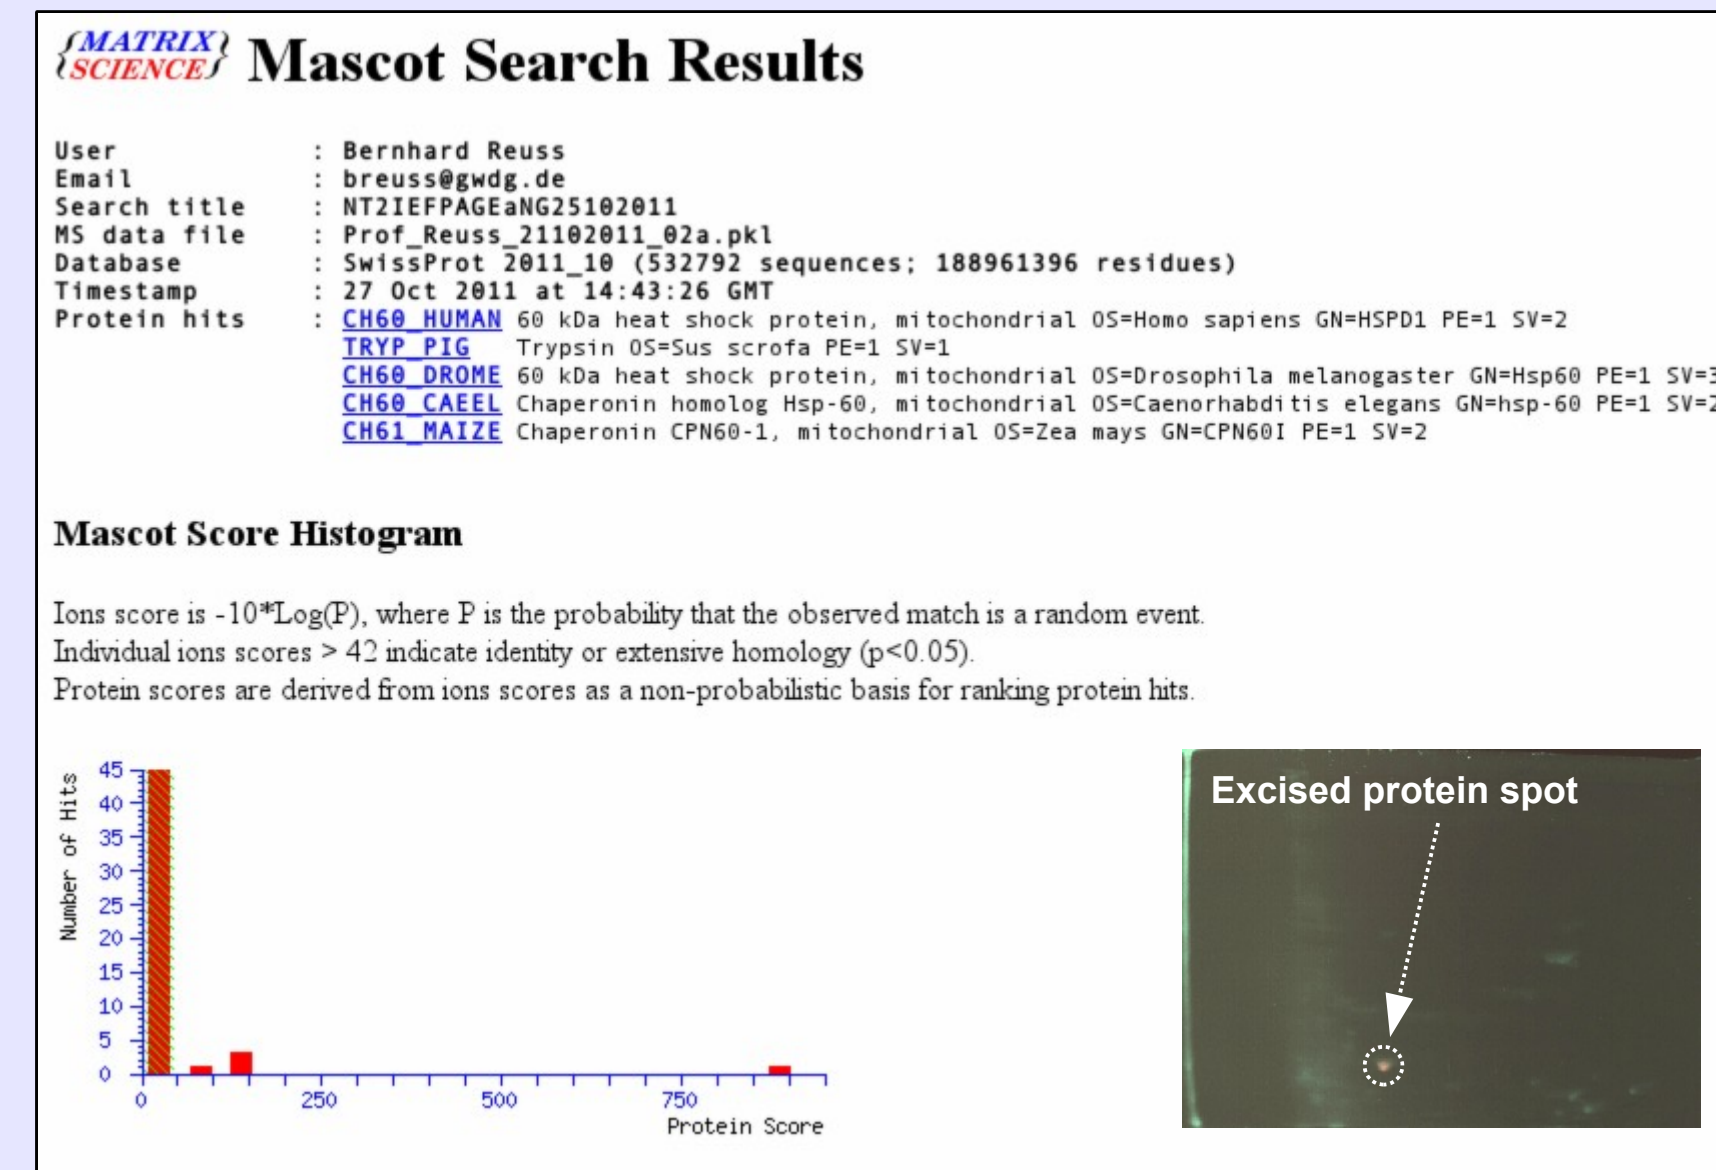 {MATRIX SCIENCE} Mascot Search Results
User : Bernhard Reuss
Email : breuss@gwdg.de
Search title : NT2IEFPAGEaNG25102011
MS data file : Prof_Reuss_21102011_02a.pkl
Database : SwissProt 2011_10 (532792 sequences; 188961396 residues)
Timestamp : 27 Oct 2011 at 14:43:26 GMT
Protein hits : CH60_HUMAN 60 kDa heat shock protein, mitochondrial OS=Homo sapiens GN=HSPD1 PE=1 SV=2
TRYP_PIG Trypsin OS=Sus scrofa PE=1 SV=1
CH60_DROME 60 kDa heat shock protein, mitochondrial OS=Drosophila melanogaster GN=Hsp60 PE=1 SV=3
CH60_CAEEL Chaperonin homolog Hsp-60, mitochondrial OS=Caenorhabditis elegans GN=hsp-60 PE=1 SV=2
CH61_MAIZE Chaperonin CPN60-1, mitochondrial OS=Zea mays GN=CPN60I PE=1 SV=2
Mascot Score Histogram
Ions score is -10*Log(P), where P is the probability that the observed match is a random event.
Individual ions scores > 42 indicate identity or extensive homology (p<0.05).
Protein scores are derived from ions scores as a non-probabilistic basis for ranking protein hits.
Number of Hits
45
40
35
30
25
20
15
10
5
0
0 250 500 750
Protein Score
Excised protein spot